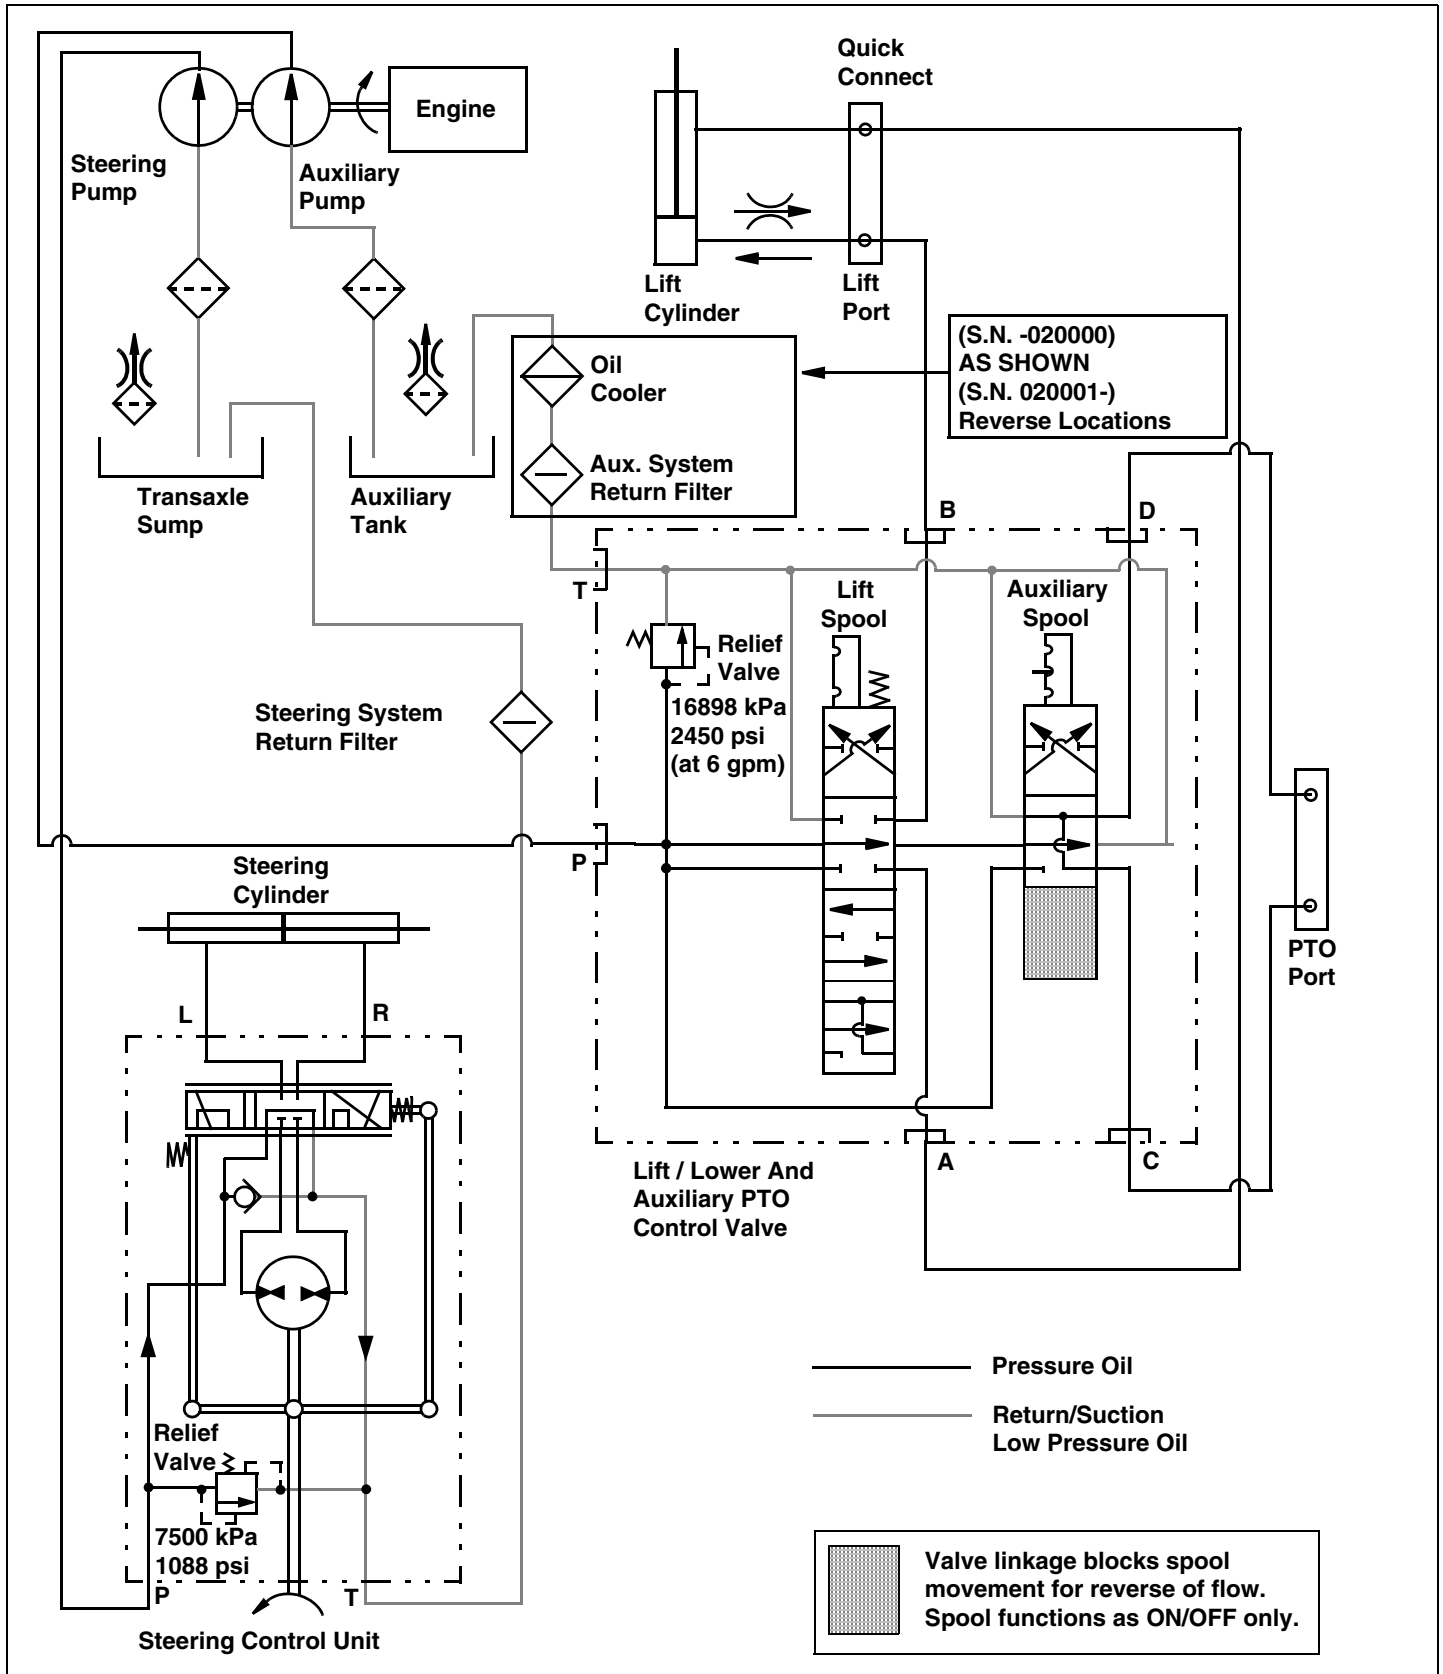 Quick
Connect
Engine
Steering
Pump
Auxiliary
Pump
Lift
Cylinder
Lift
Port
(S.N. -020000)
AS SHOWN
(S.N. 020001-)
Reverse Locations
Oil
Cooler
Aux. System
Return Filter
Transaxle
Sump
Auxiliary
Tank
B
D
T
Lift
Spool
Auxiliary
Spool
Relief
Valve
16898 kPa
2450 psi
(at 6 gpm)
Steering System
Return Filter
P
Steering
Cylinder
PTO
Port
L
R
A
C
Lift / Lower And
Auxiliary PTO
Control Valve
Pressure Oil
Return/Suction
Low Pressure Oil
Relief
Valve
7500 kPa
1088 psi
P
T
Steering Control Unit
Valve linkage blocks spool
movement for reverse of flow.
Spool functions as ON/OFF only.